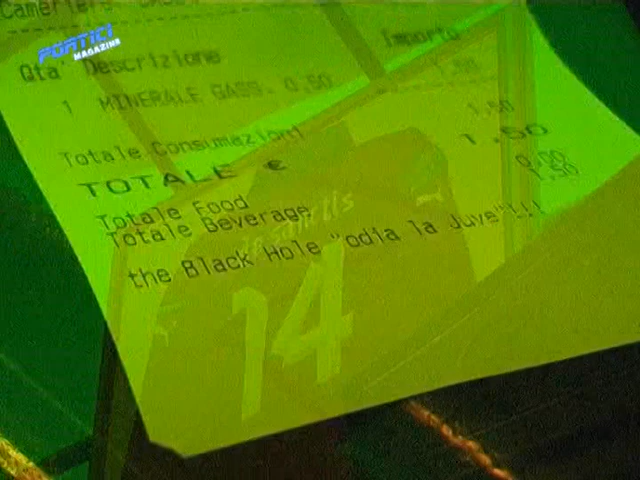 PORTICI
MAGAZINE
Cameriere
Qta' Descrizione Importo
1 MINERALE GASS. 0.50 1.50
Totale Consumazioni 1.50
TOTALE € 1.50
Totale Food 0.00
Totale Beverage 1.50
the Black Hole "odia la Juve"!!!
14